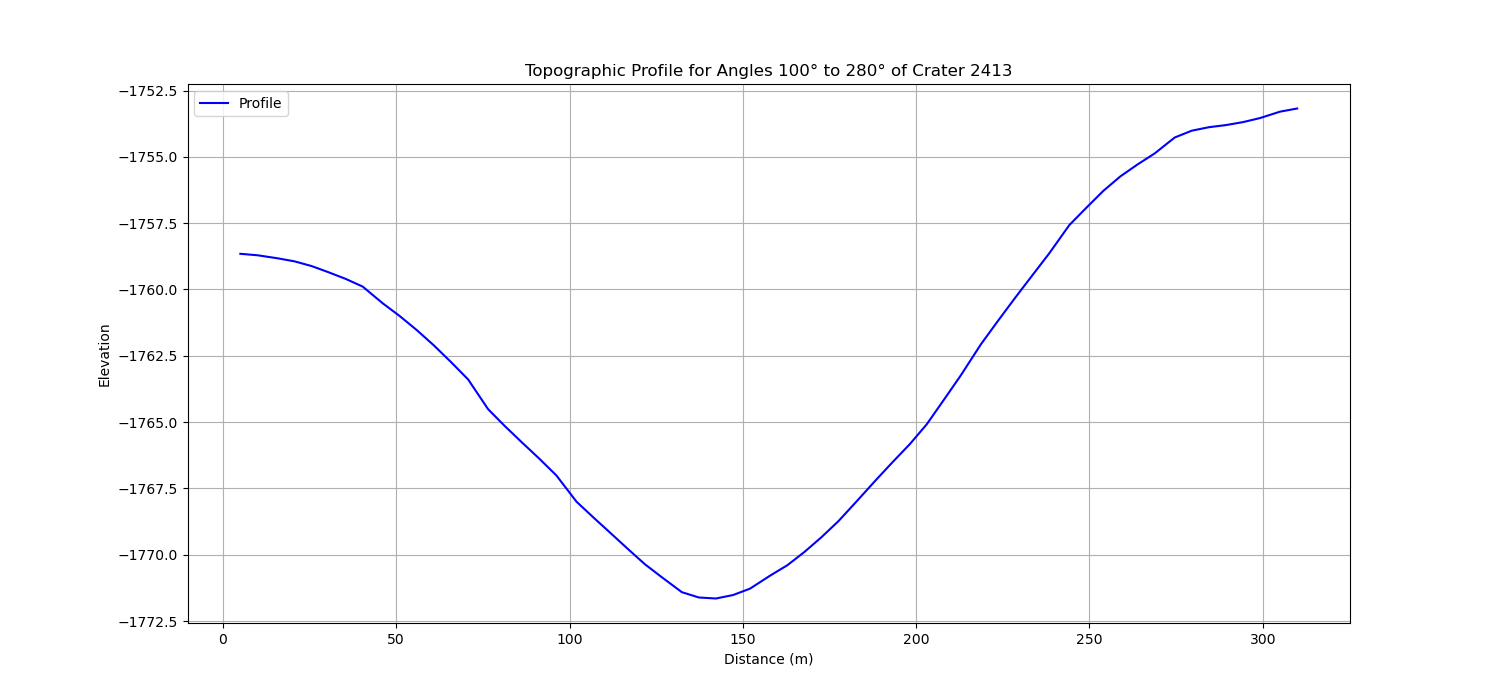 Topographic Profile for Angles 100° to 280° of Crater 2413
Profile
−1752.5
−1755.0
−1757.5
−1760.0
−1762.5
−1765.0
−1767.5
−1770.0
−1772.5
Elevation
0 50 100 150 200 250 300
Distance (m)